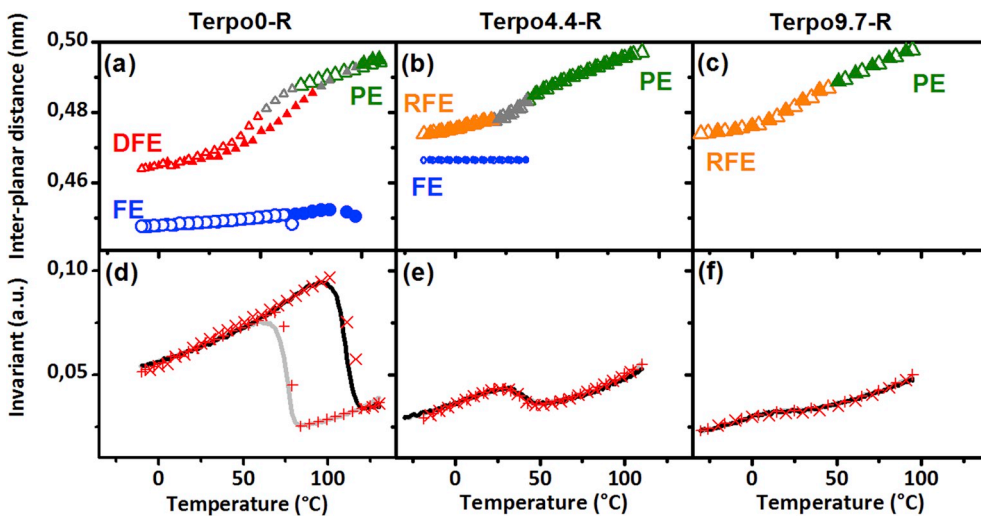 Terpo0-R Terpo4.4-R Terpo9.7-R
Inter-planar distance (nm)
0,50
0,48
0,46
(a) PE DFE FE
(b) RFE PE FE
(c) PE RFE
Invariant (a.u.)
0,10
0,05
(d) (e) (f)
0 50 100 0 50 100 0 50 100
Temperature (°C) Temperature (°C) Temperature (°C)